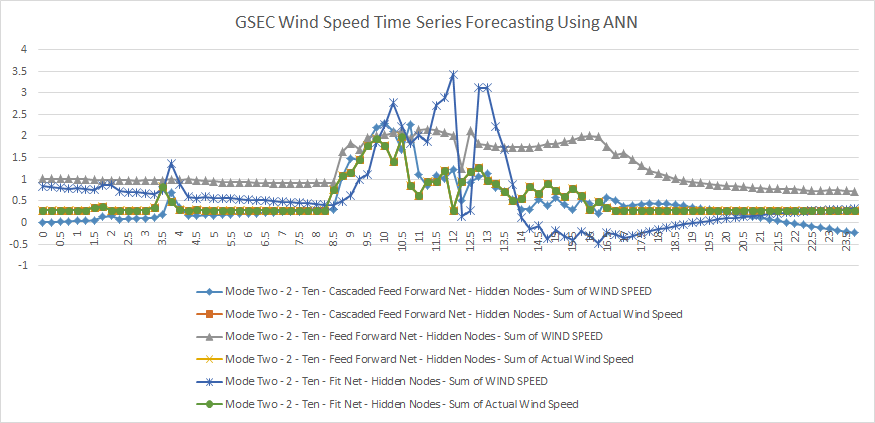 GSEC Wind Speed Time Series Forecasting Using ANN
4
3.5
3
2.5
2
1.5
1
0.5
0
-0.5
-1
0 0.5 1 1.5 2 2.5 3 3.5 4 4.5 5 5.5 6 6.5 7 7.5 8 8.5 9 9.5 10 10.5 11 11.5 12 12.5 13 13.5 14 14.5 15 15.5 16 16.5 17 17.5 18 18.5 19 19.5 20 20.5 21 21.5 22 22.5 23 23.5
Mode Two - 2 - Ten - Cascaded Feed Forward Net - Hidden Nodes - Sum of WIND SPEED
Mode Two - 2 - Ten - Cascaded Feed Forward Net - Hidden Nodes - Sum of Actual Wind Speed
Mode Two - 2 - Ten - Feed Forward Net - Hidden Nodes - Sum of WIND SPEED
Mode Two - 2 - Ten - Feed Forward Net - Hidden Nodes - Sum of Actual Wind Speed
Mode Two - 2 - Ten - Fit Net - Hidden Nodes - Sum of WIND SPEED
Mode Two - 2 - Ten - Fit Net - Hidden Nodes - Sum of Actual Wind Speed